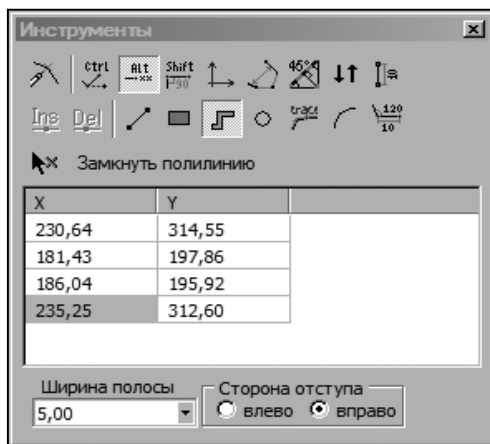 Инструменты
Ctrl Alt Shift P90 45°
Ins Del trace 120 10
Замкнуть полилинию
X Y
230,64 314,55
181,43 197,86
186,04 195,92
235,25 312,60
Ширина полосы Сторона отступа
5,00 влево вправо